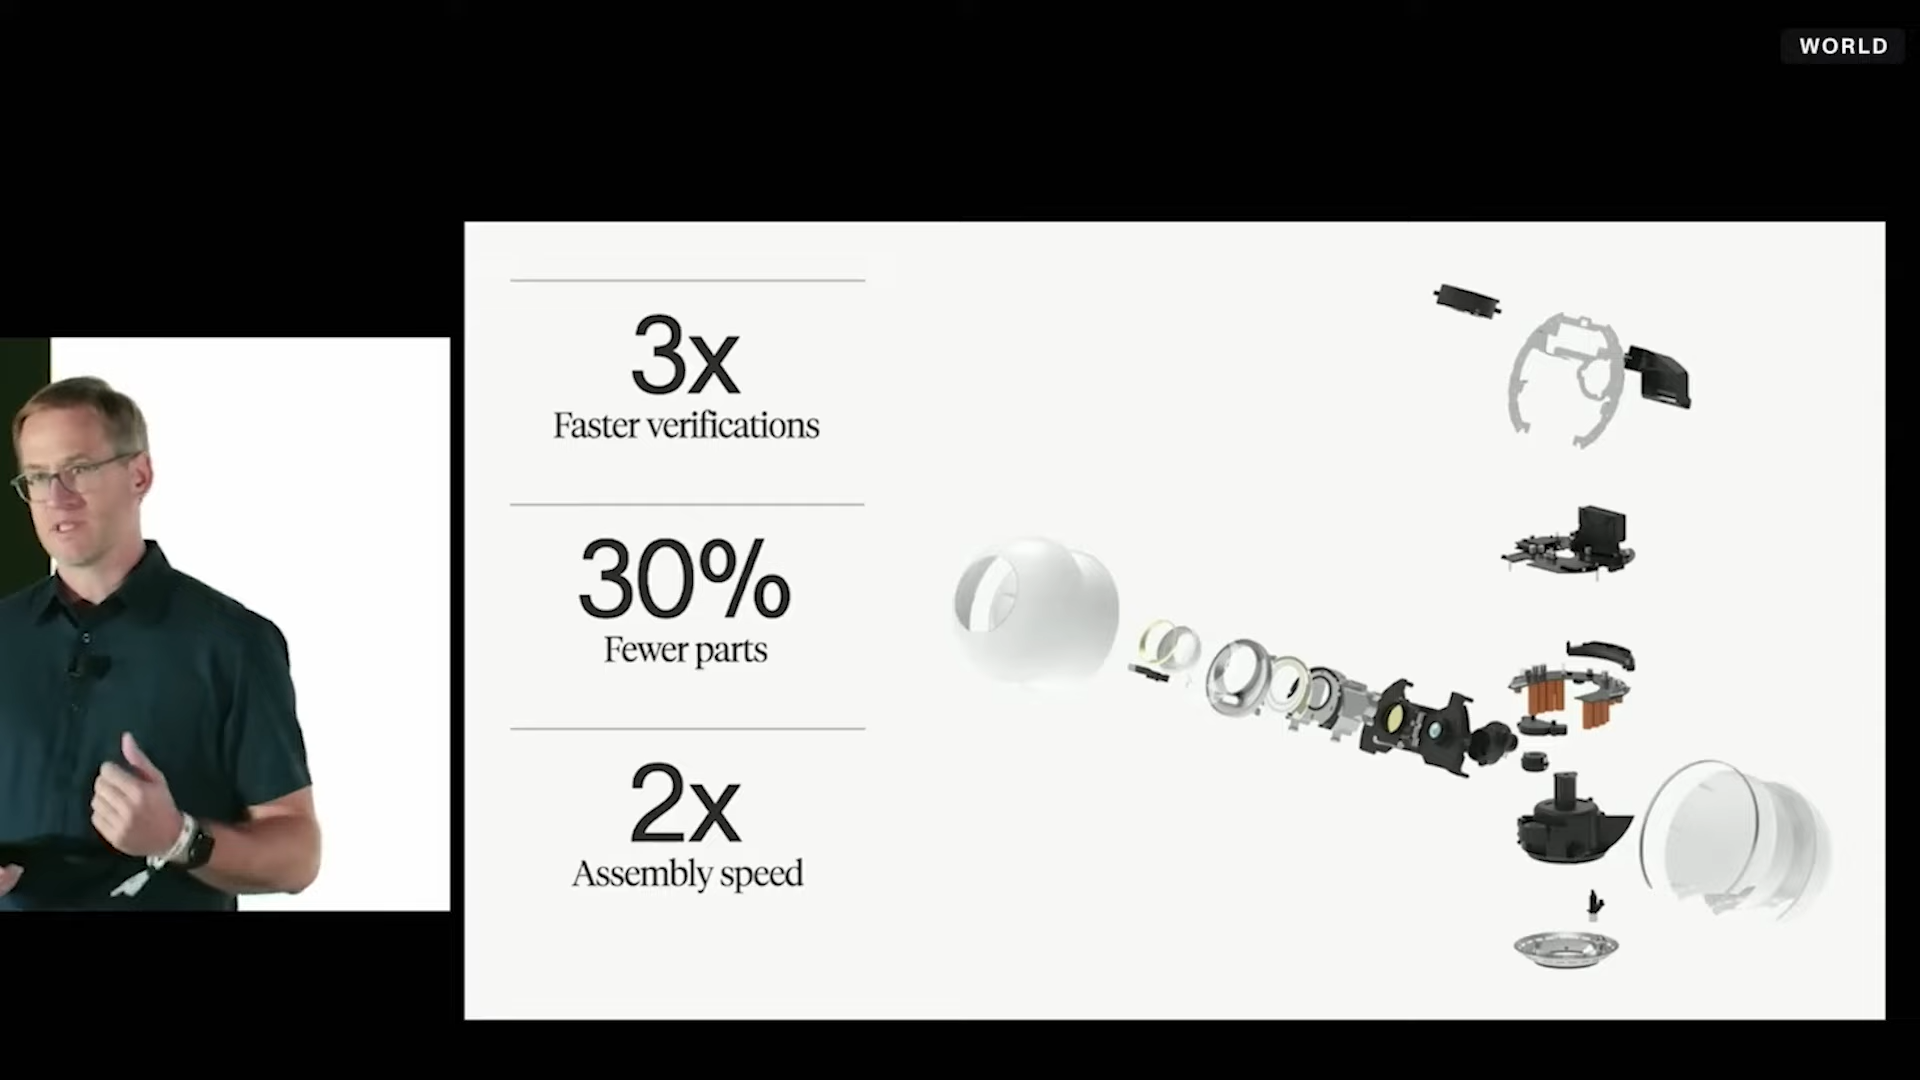 WORLD
3x
Faster verifications
30%
Fewer parts
2x
Assembly speed